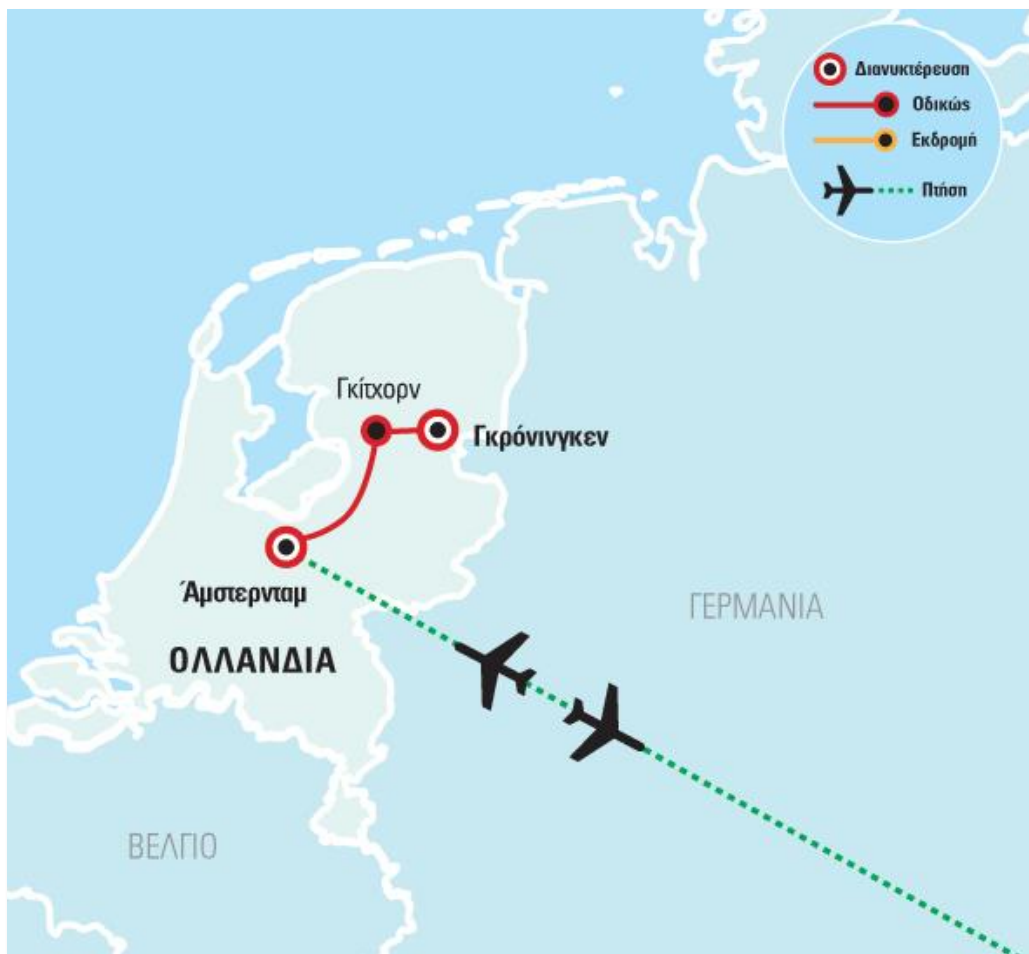 Διανυκτέρευση
Οδικώς
Εκδρομή
Πτήση
Γκίτχορν
Γκρόνινγκεν
Άμστερνταμ
ΓΕΡΜΑΝΙΑ
ΟΛΛΑΝΔΙΑ
ΒΕΛΓΙΟ